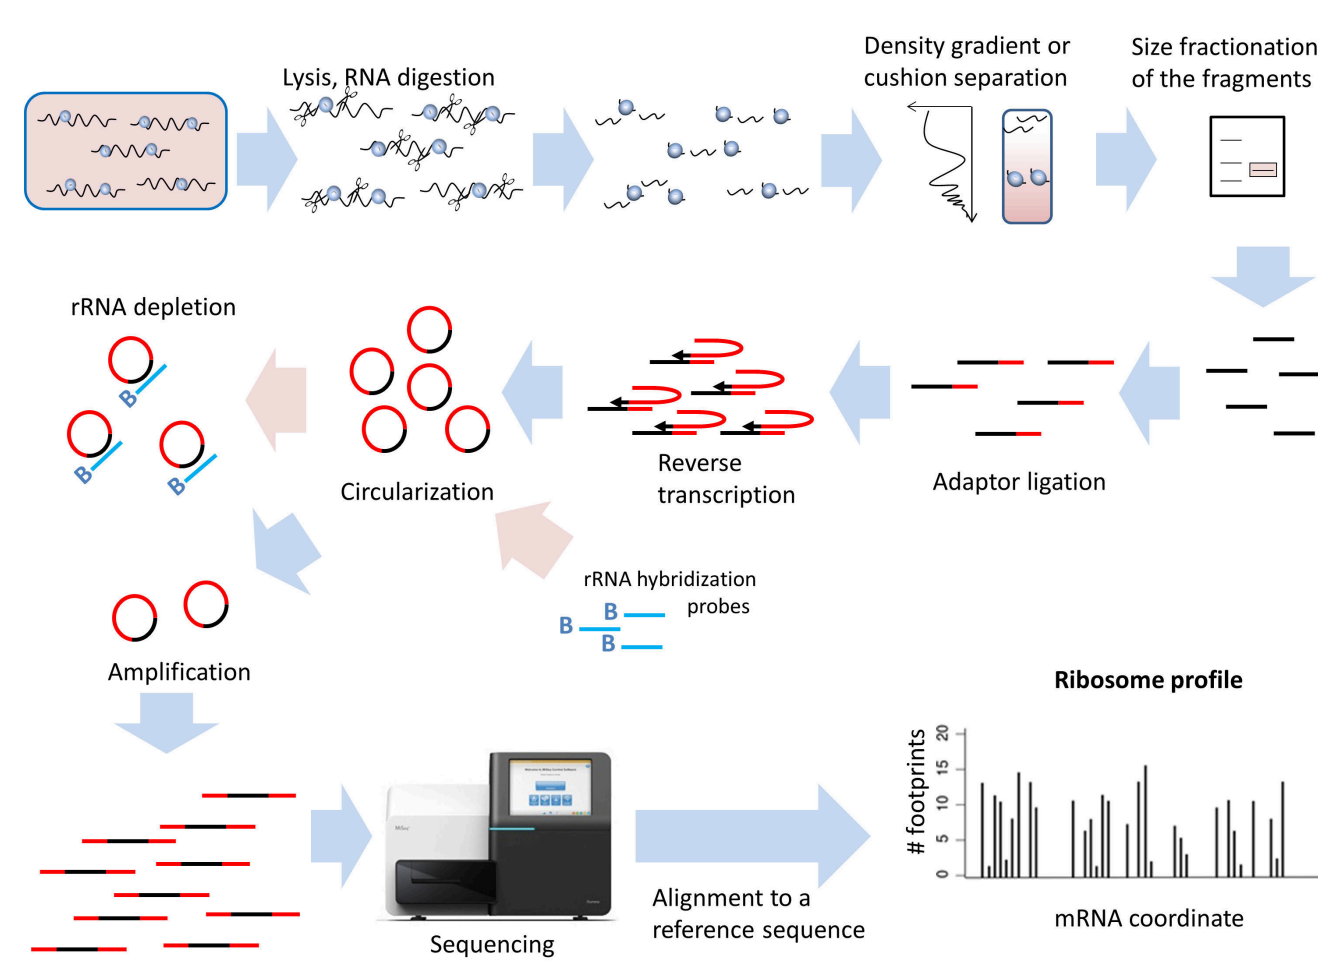 Lysis, RNA digestion
Density gradient or
cushion separation
Size fractionation
of the fragments
rRNA depletion
B
B
B
Circularization
Reverse
transcription
Adaptor ligation
rRNA hybridization
probes
B
B
B
Amplification
Sequencing
Alignment to a
reference sequence
Ribosome profile
# footprints
20
15
10
5
0
mRNA coordinate